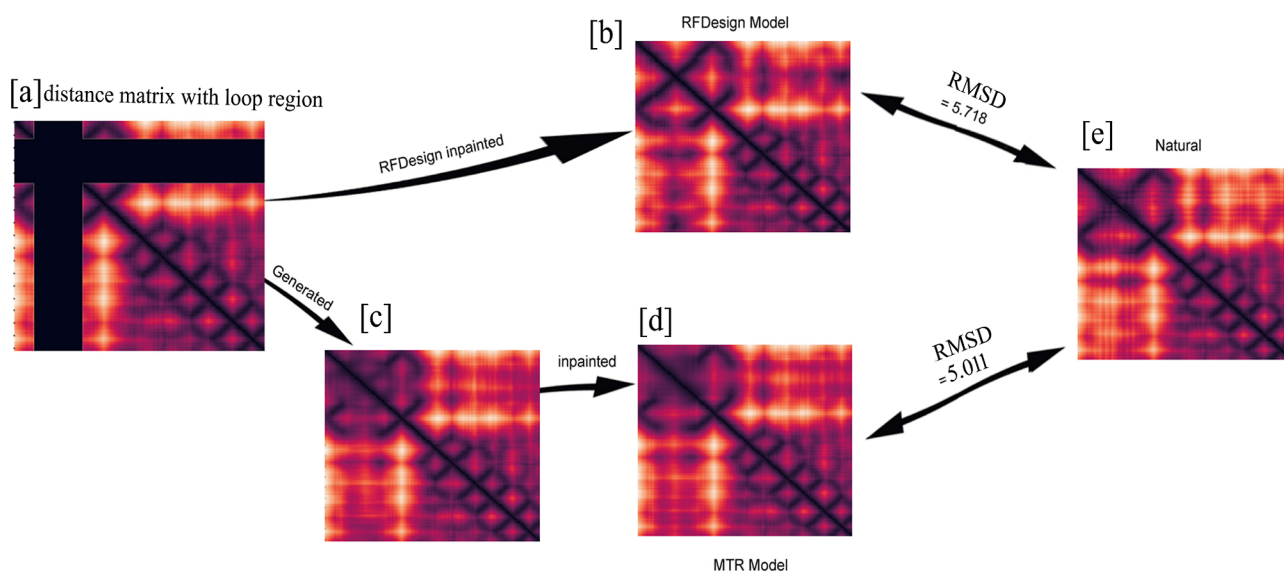 [a] distance matrix with loop region
RFDesign inpainted
[b]
RFDesign Model
RMSD
= 5.718
[e]
Natural
Generated
[c]
inpainted
[d]
MTR Model
RMSD
=5.011